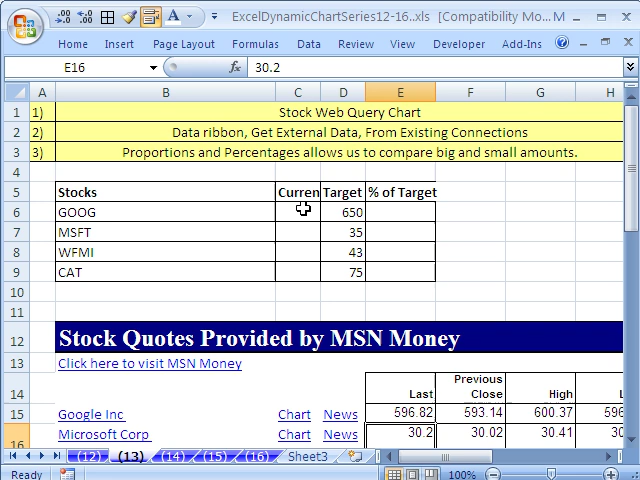 ExcelDynamicChartSeries12-16..xls [Compatibility Mo... M
Home Insert Page Layout Formulas Data Review View Developer Add-Ins
E16 fx 30.2
A B C D E F G H
1 1) Stock Web Query Chart
2 2) Data ribbon, Get External Data, From Existing Connections
3 3) Proportions and Percentages allows us to compare big and small amounts.
4
5 Stocks Curren Target % of Target
6 GOOG 650
7 MSFT 35
8 WFMI 43
9 CAT 75
10
11
12 Stock Quotes Provided by MSN Money
13 Click here to visit MSN Money
14 Last Previous Close High L
15 Google Inc Chart News 596.82 593.14 600.37 596
16 Microsoft Corp Chart News 30.2 30.02 30.41 30
(12) (13) (14) (15) (16) Sheet3
Ready 100%